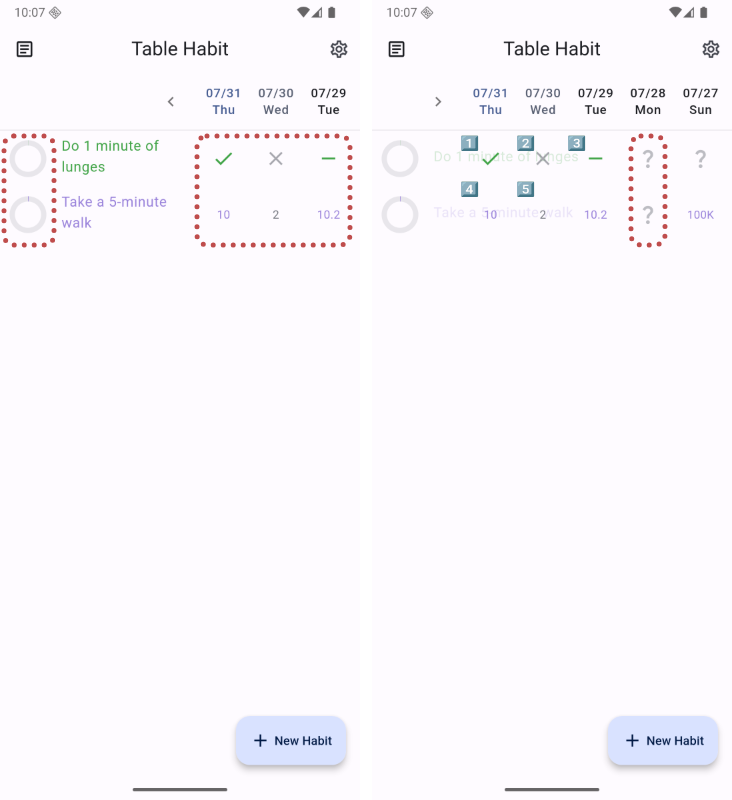 10:07
Table Habit
07/31 07/30 07/29
Thu Wed Tue
Do 1 minute of
lunges
Take a 5-minute
walk
10 2 10.2
+ New Habit
10:07
Table Habit
07/31 07/30 07/29 07/28 07/27
Thu Wed Tue Mon Sun
1 2 3
Do 1 minute of lunges ? ?
4 5
Take a 5-minute walk
10 2 10.2 ? 100K
+ New Habit